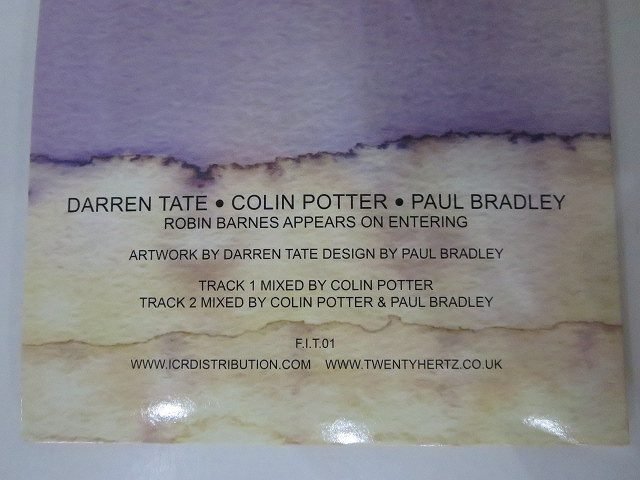 DARREN TATE • COLIN POTTER • PAUL BRADLEY
ROBIN BARNES APPEARS ON ENTERING
ARTWORK BY DARREN TATE DESIGN BY PAUL BRADLEY
TRACK 1 MIXED BY COLIN POTTER
TRACK 2 MIXED BY COLIN POTTER & PAUL BRADLEY
F.I.T.01
WWW.ICRDISTRIBUTION.COM WWW.TWENTYHERTZ.CO.UK